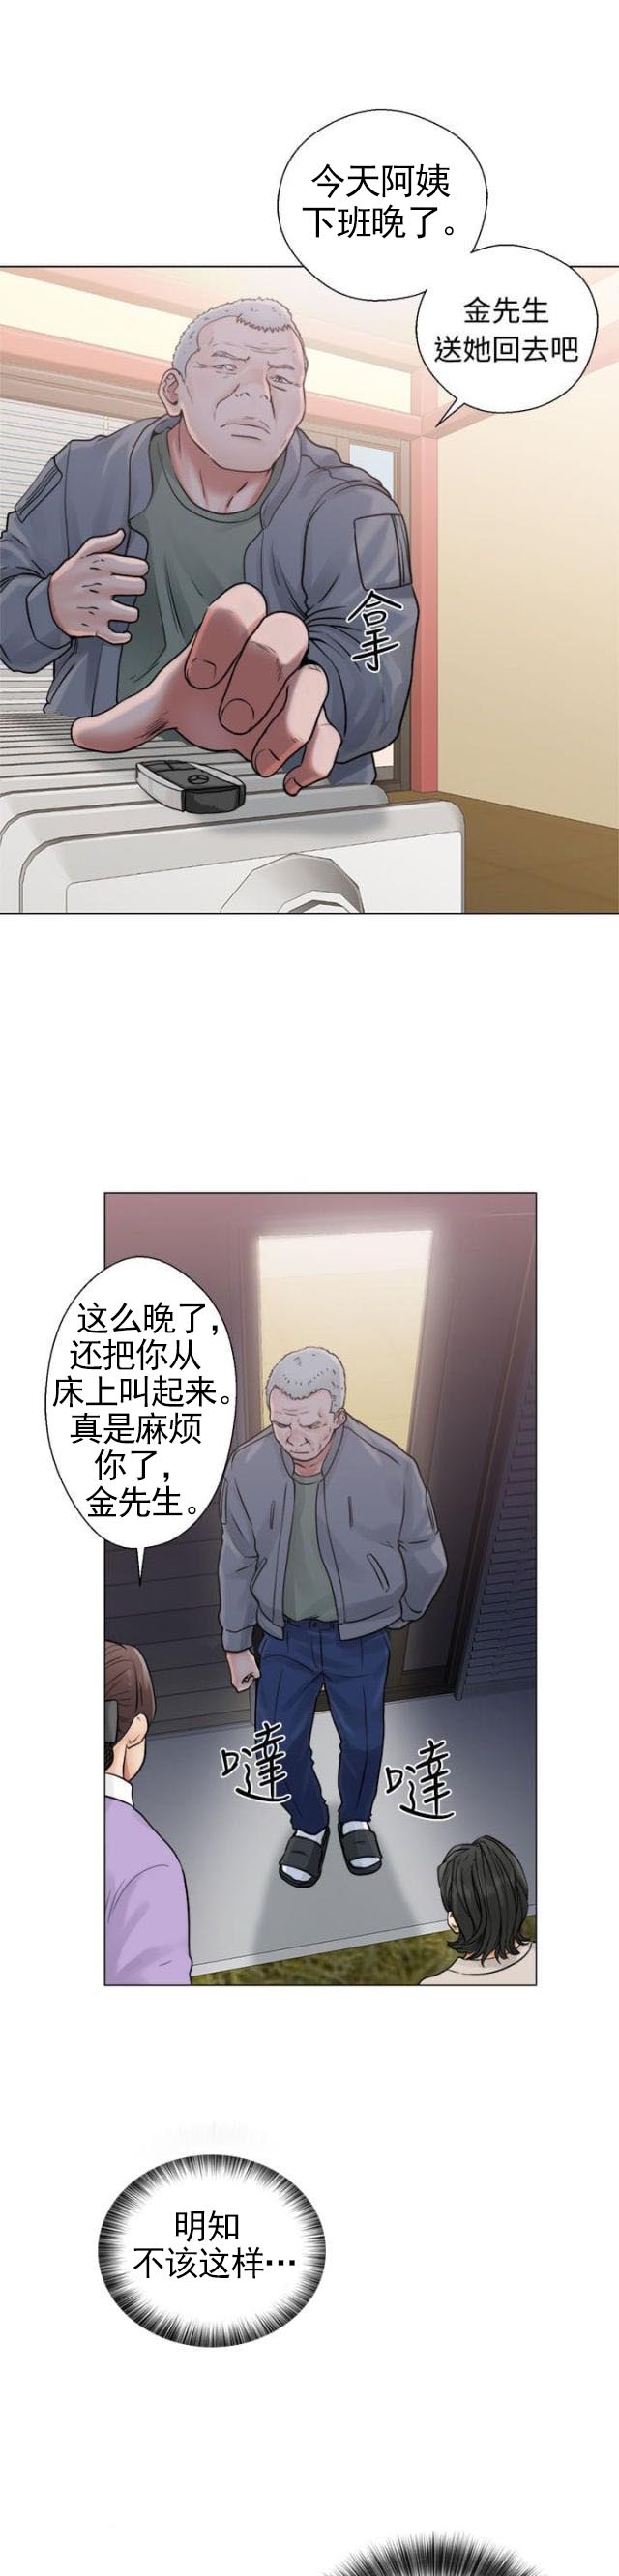 今天阿姨
下班晚了。
金先生
送她回去吧
拿
这么晚了,
还把你从
床上叫起来。
真是麻烦
你了,
金先生。
噠
噠
明知
不该这样…